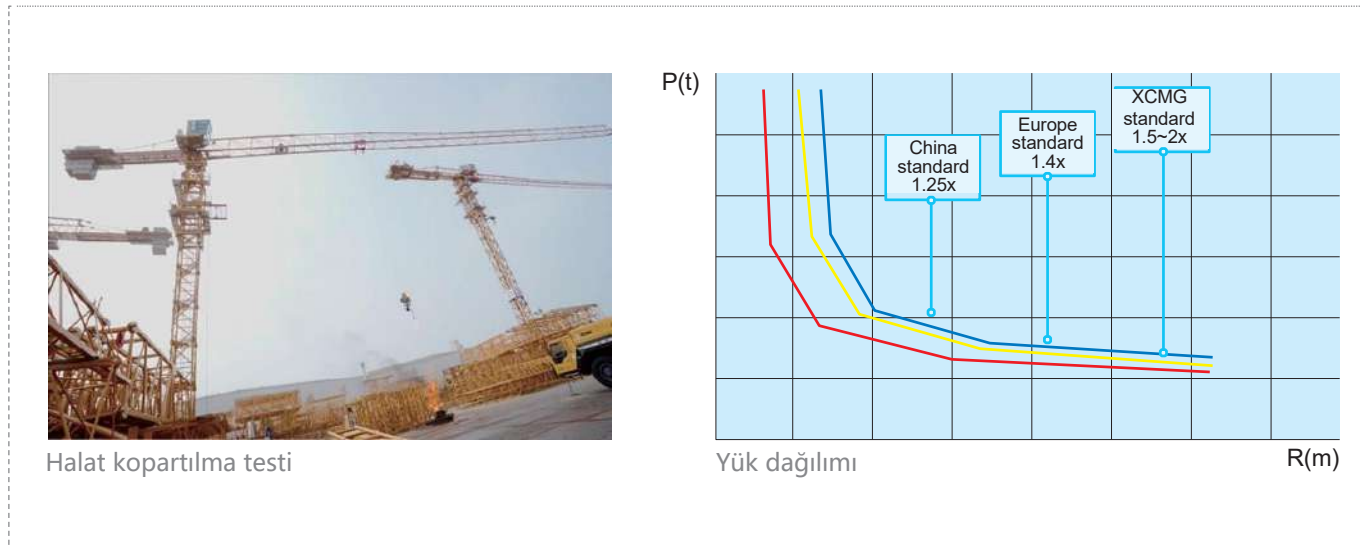 P(t)
China
standard
1.25x
Europe
standard
1.4x
XCMG
standard
1.5~2x
Halat kopartılma testi
Yük dağılımı
R(m)